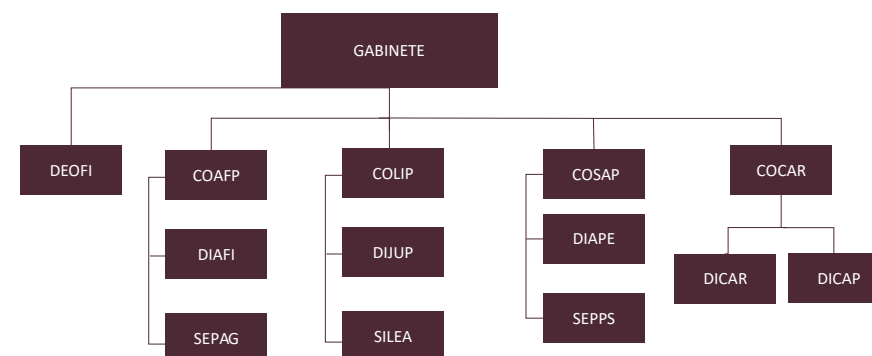 GABINETE
DEOFI
COAFP
COLIP
COSAP
COCAR
DIAFI
DIJUP
DIAPE
DICAR
DICAP
SEPAG
SILEA
SEPPS